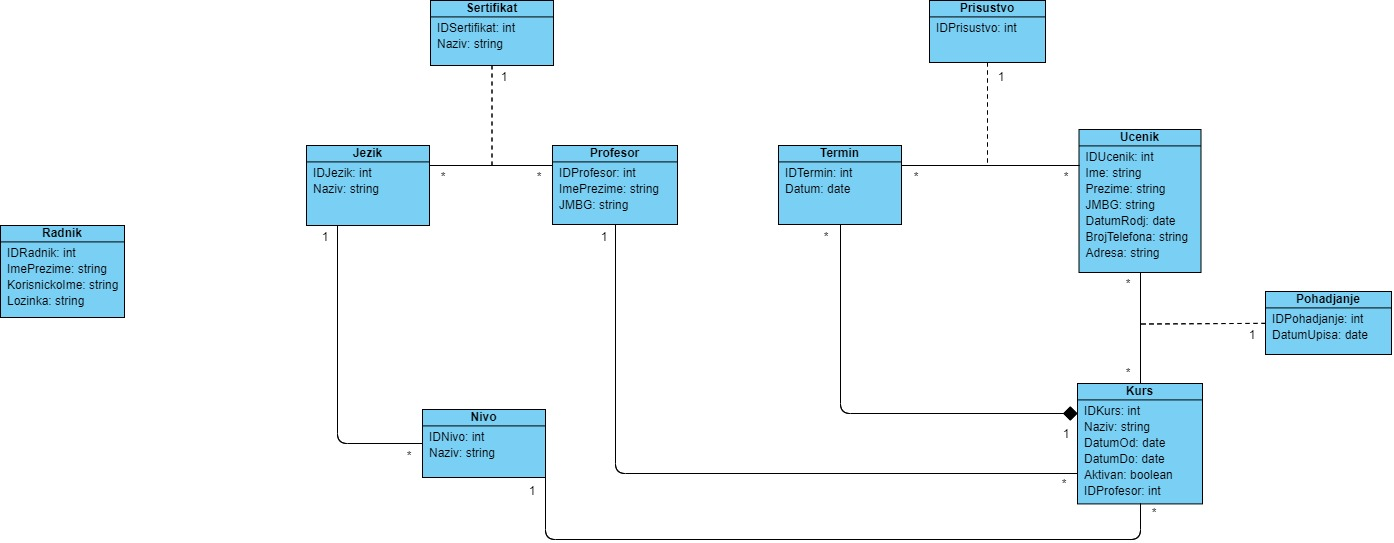 Sertifikat
IDSertifikat: int
Naziv: string
1
Prisustvo
IDPrisustvo: int
1
Jezik
IDJezik: int
Naziv: string
*
*
1
Profesor
IDProfesor: int
ImePrezime: string
JMBG: string
1
Termin
IDTermin: int
Datum: date
*
*
*
Ucenik
IDUcenik: int
Ime: string
Prezime: string
JMBG: string
DatumRodj: date
BrojTelefona: string
Adresa: string
*
Radnik
IDRadnik: int
ImePrezime: string
KorisnickoIme: string
Lozinka: string
Pohadjanje
IDPohadjanje: int
DatumUpisa: date
1
*
Nivo
IDNivo: int
Naziv: string
*
1
Kurs
IDKurs: int
Naziv: string
DatumOd: date
DatumDo: date
Aktivan: boolean
IDProfesor: int
1
*
*